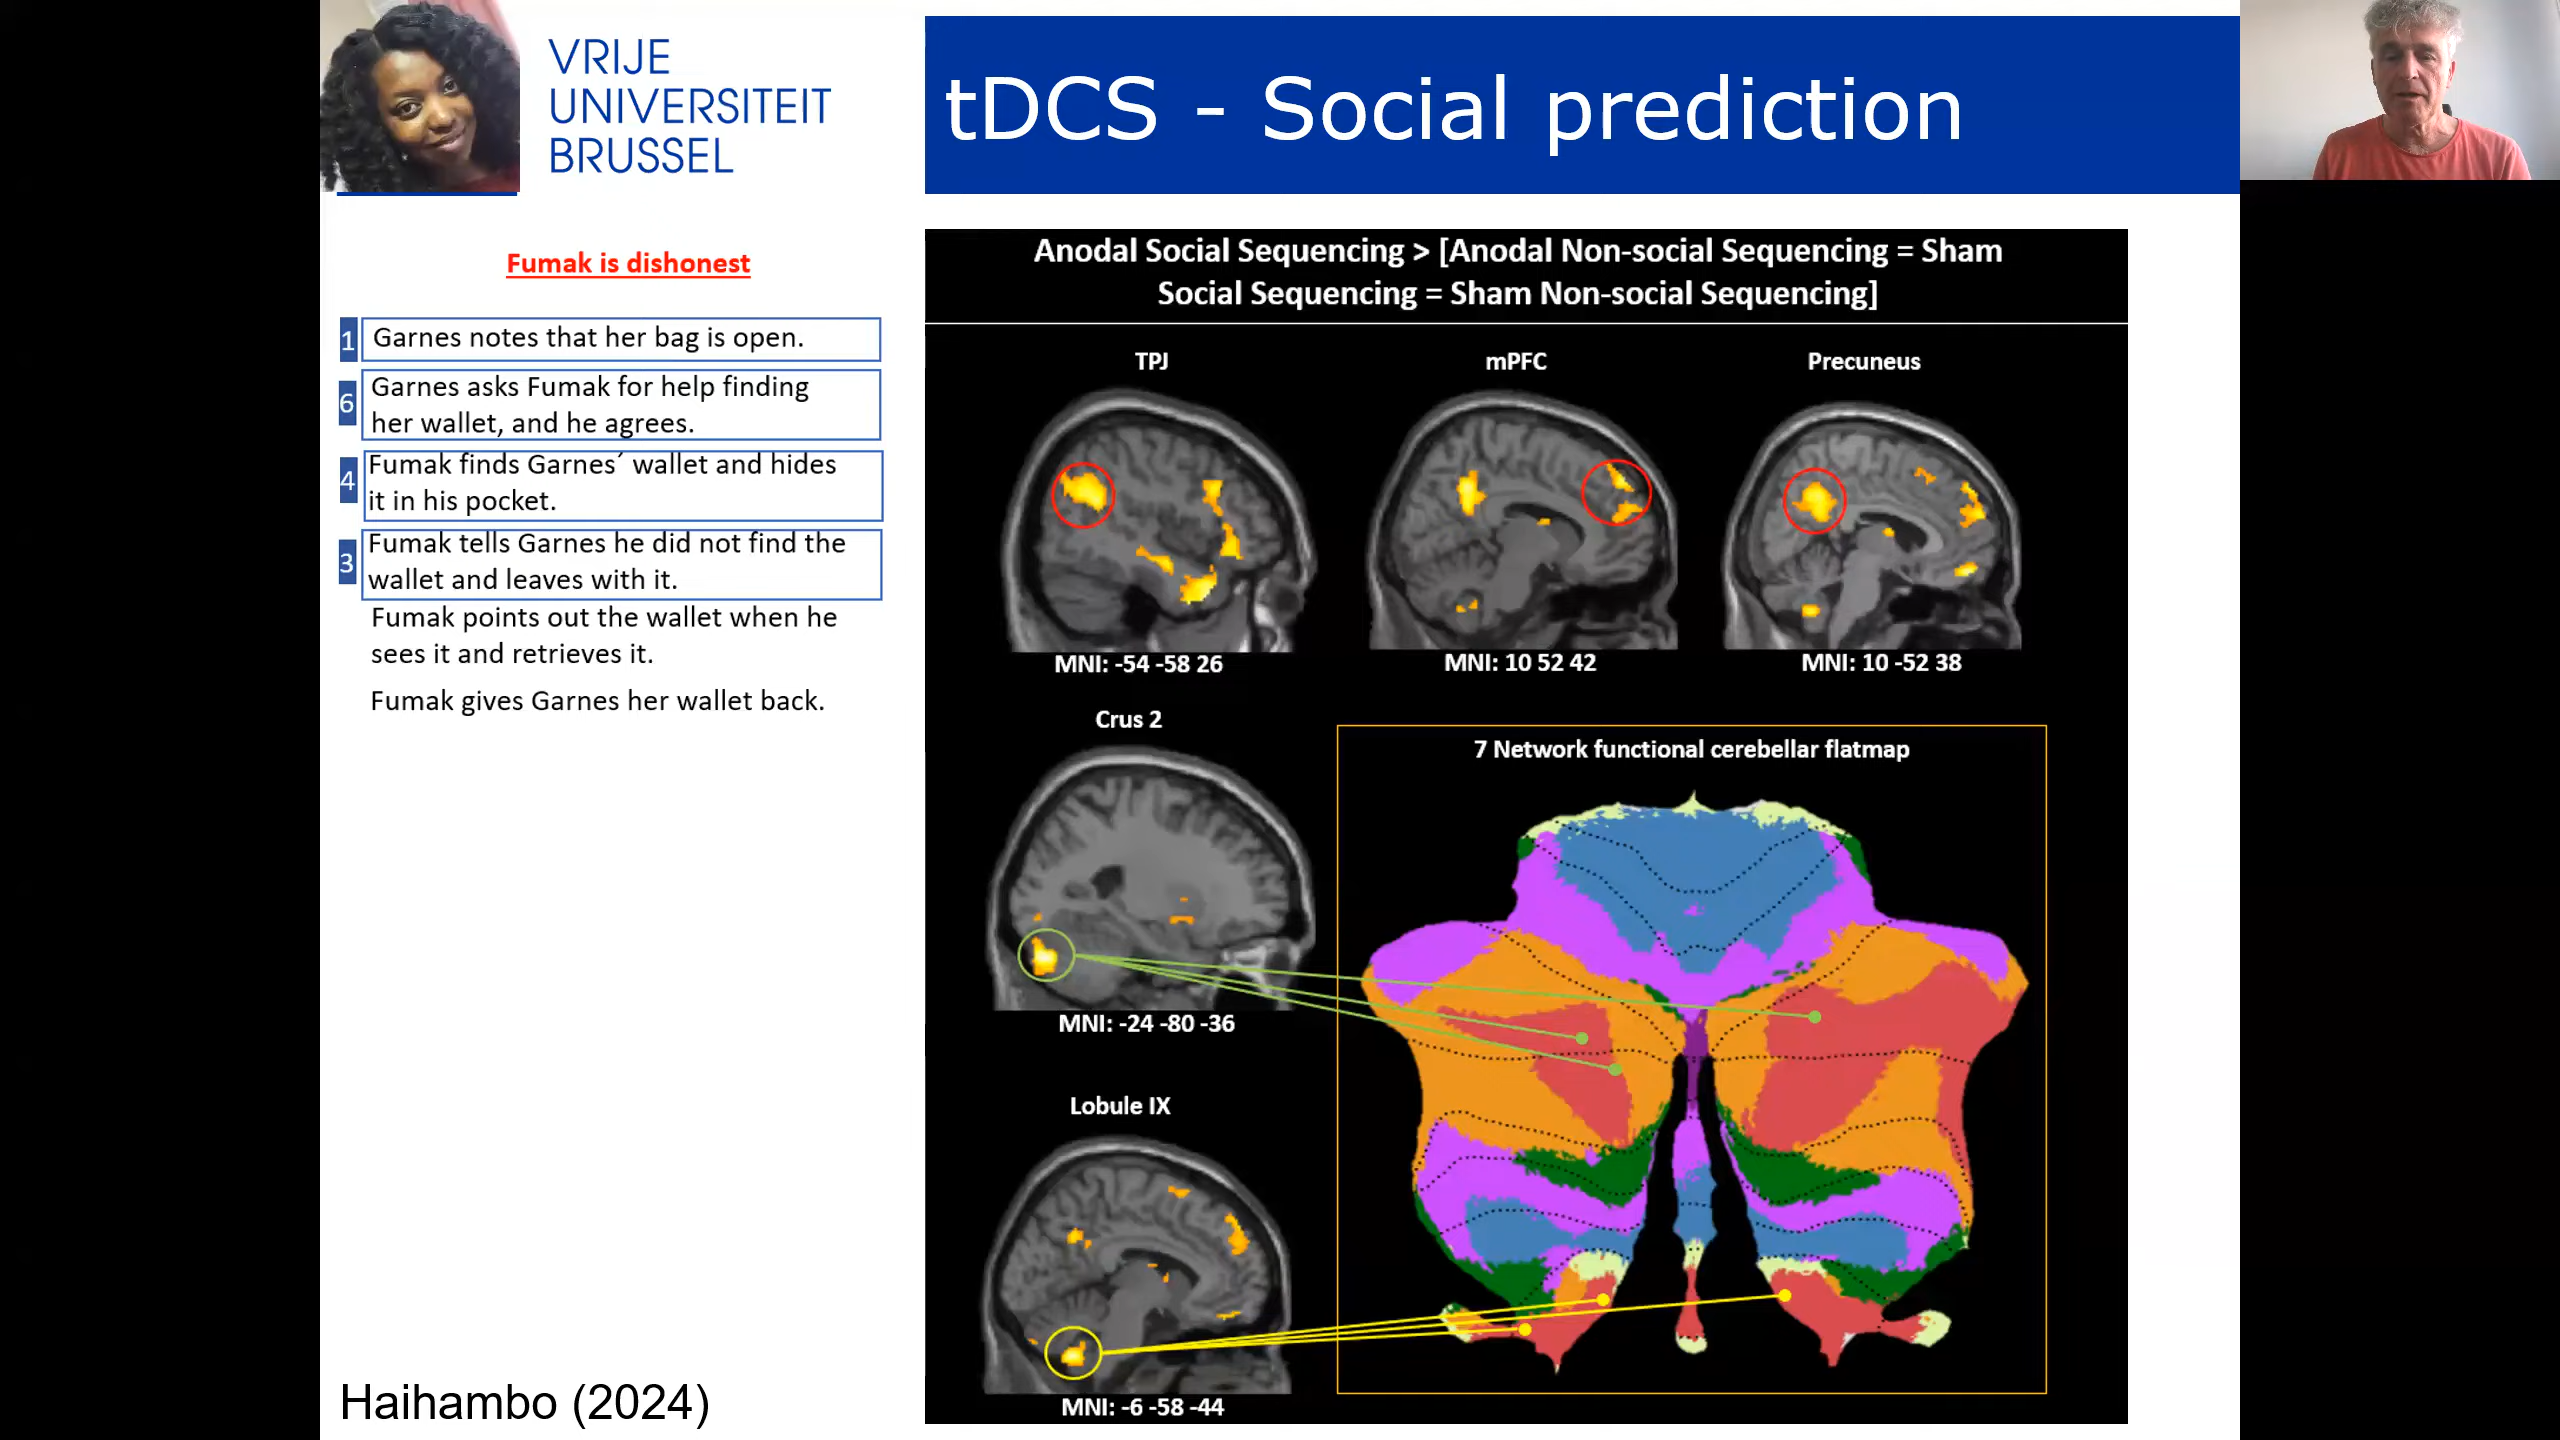 VRIJE
UNIVERSITEIT
BRUSSEL
tDCS - Social prediction
Fumak is dishonest
1 Garnes notes that her bag is open.
6 Garnes asks Fumak for help finding
her wallet, and he agrees.
4 Fumak finds Garnes´ wallet and hides
it in his pocket.
3 Fumak tells Garnes he did not find the
wallet and leaves with it.
Fumak points out the wallet when he
sees it and retrieves it.
Fumak gives Garnes her wallet back.
Haihambo (2024)
Anodal Social Sequencing > [Anodal Non-social Sequencing = Sham
Social Sequencing = Sham Non-social Sequencing]
TPJ
mPFC
Precuneus
MNI: -54 -58 26
MNI: 10 52 42
MNI: 10 -52 38
Crus 2
MNI: -24 -80 -36
7 Network functional cerebellar flatmap
Lobule IX
MNI: -6 -58 -44